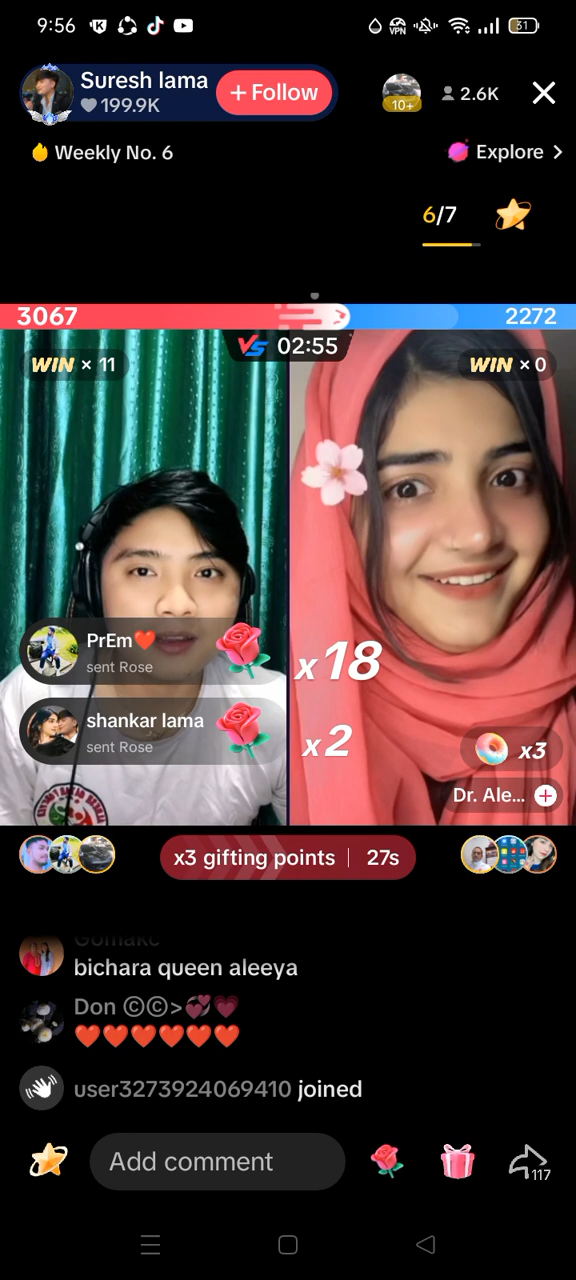 9:56
VPN
31
Suresh lama
199.9K
+ Follow
10+
2.6K
Weekly No. 6
Explore
6/7
3067
2272
VS 02:55
WIN × 11
WIN × 0
PrEm❤️
sent Rose
x18
shankar lama
sent Rose
x2
x3
Dr. Ale...
x3 gifting points | 27s
bichara queen aleeya
Don ©©>💞💗
❤️❤️❤️❤️❤️❤️
user3273924069410 joined
Add comment
117